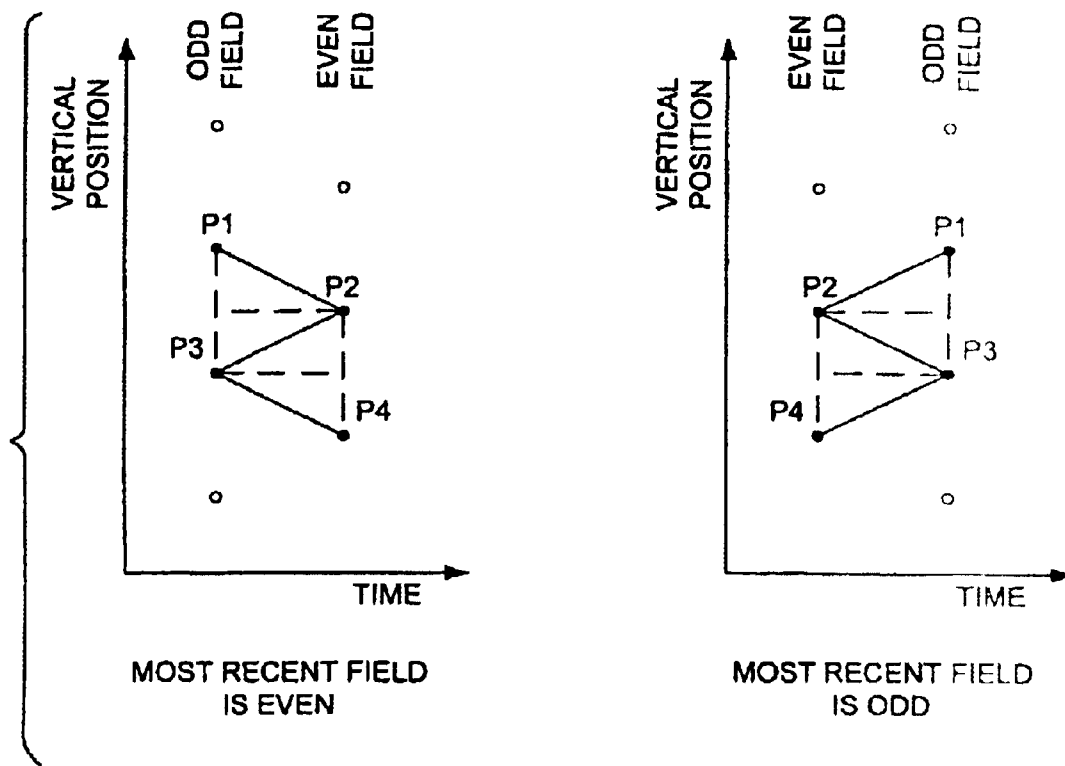 VERTICAL
POSITION
ODD
FIELD
EVEN
FIELD
P1
P2
P3
P4
TIME
MOST RECENT FIELD
IS EVEN
VERTICAL
POSITION
EVEN
FIELD
ODD
FIELD
P1
P2
P3
P4
TIME
MOST RECENT FIELD
IS ODD